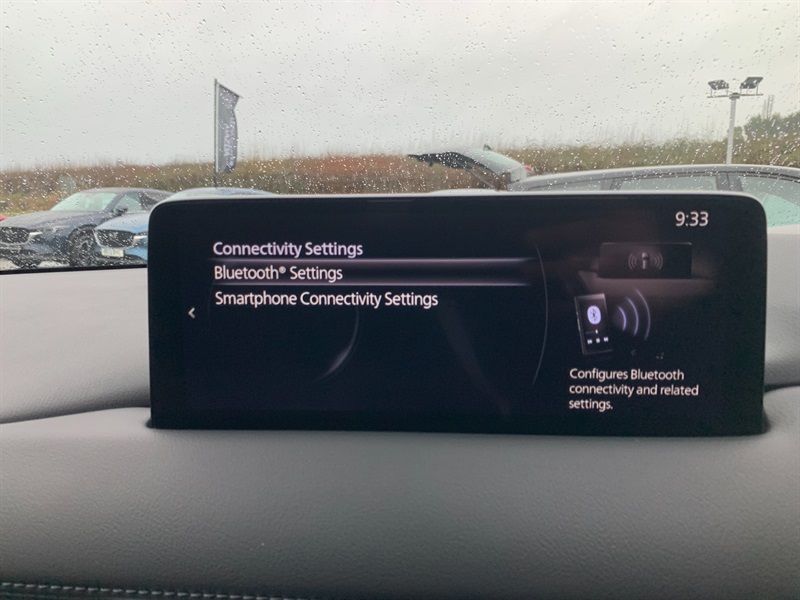 9:33
Connectivity Settings
Bluetooth® Settings
Smartphone Connectivity Settings
Configures Bluetooth
connectivity and related
settings.